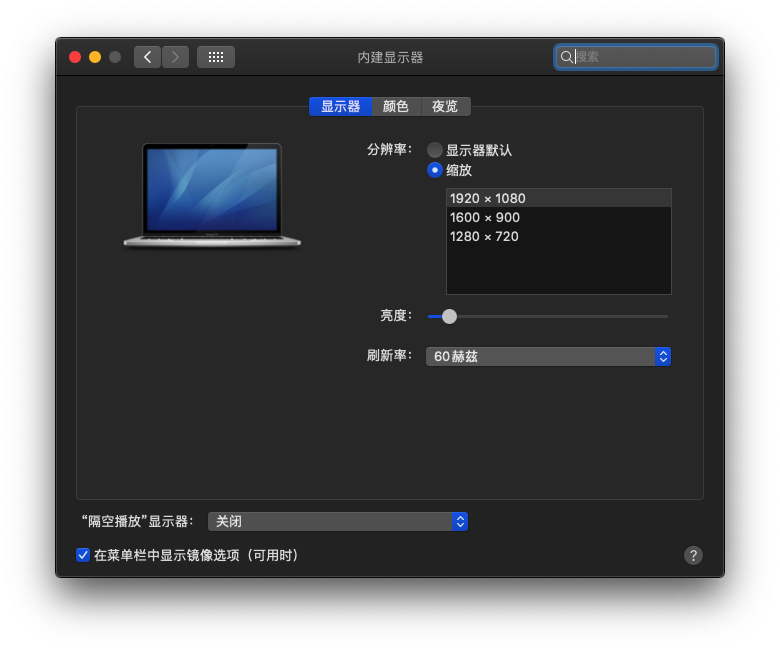 内建显示器
搜索
显示器 颜色 夜览
分辨率： 显示器默认
缩放
1920 × 1080
1600 × 900
1280 × 720
亮度：
刷新率： 60赫兹
“隔空播放”显示器： 关闭
在菜单栏中显示镜像选项（可用时）
?